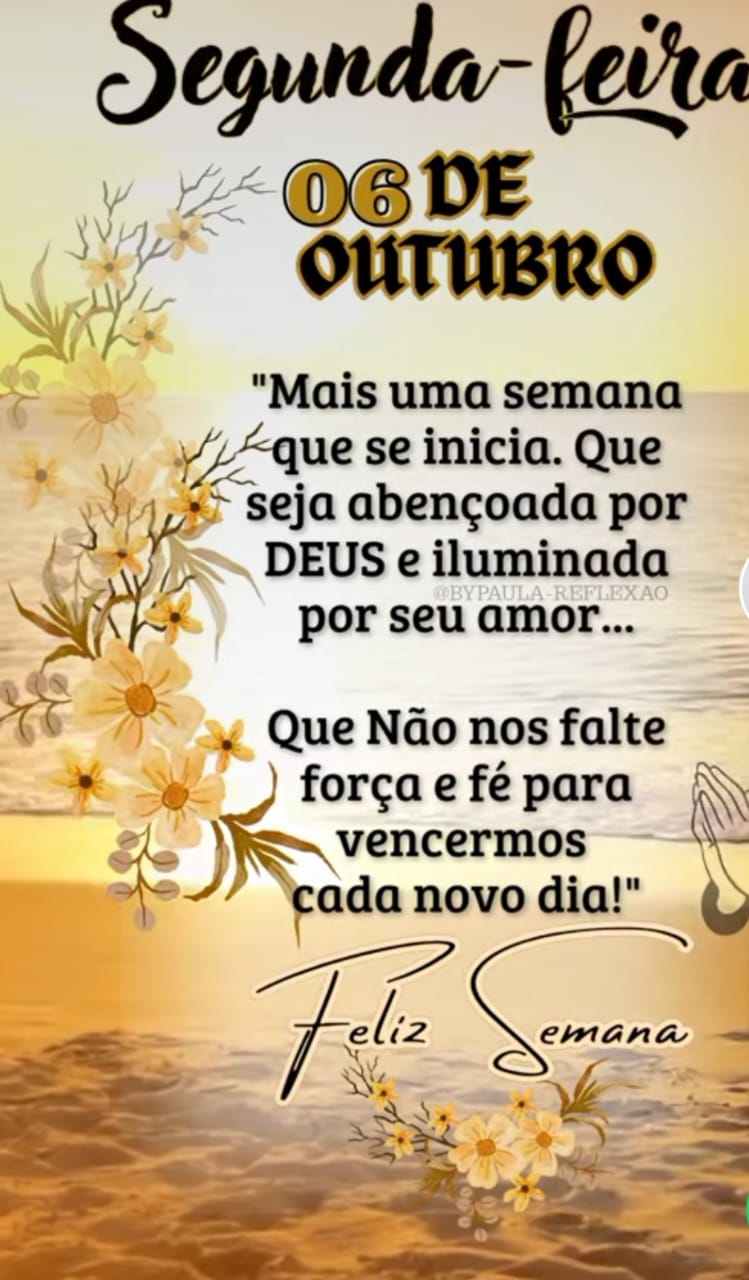 Segunda-feira
06 DE
OUTUBRO
"Mais uma semana
que se inicia. Que
seja abençoada por
DEUS e iluminada
@BYPAULA-REFLEXAO
por seu amor...
Que Não nos falte
força e fé para
vencermos
cada novo dia!"
Feliz Semana